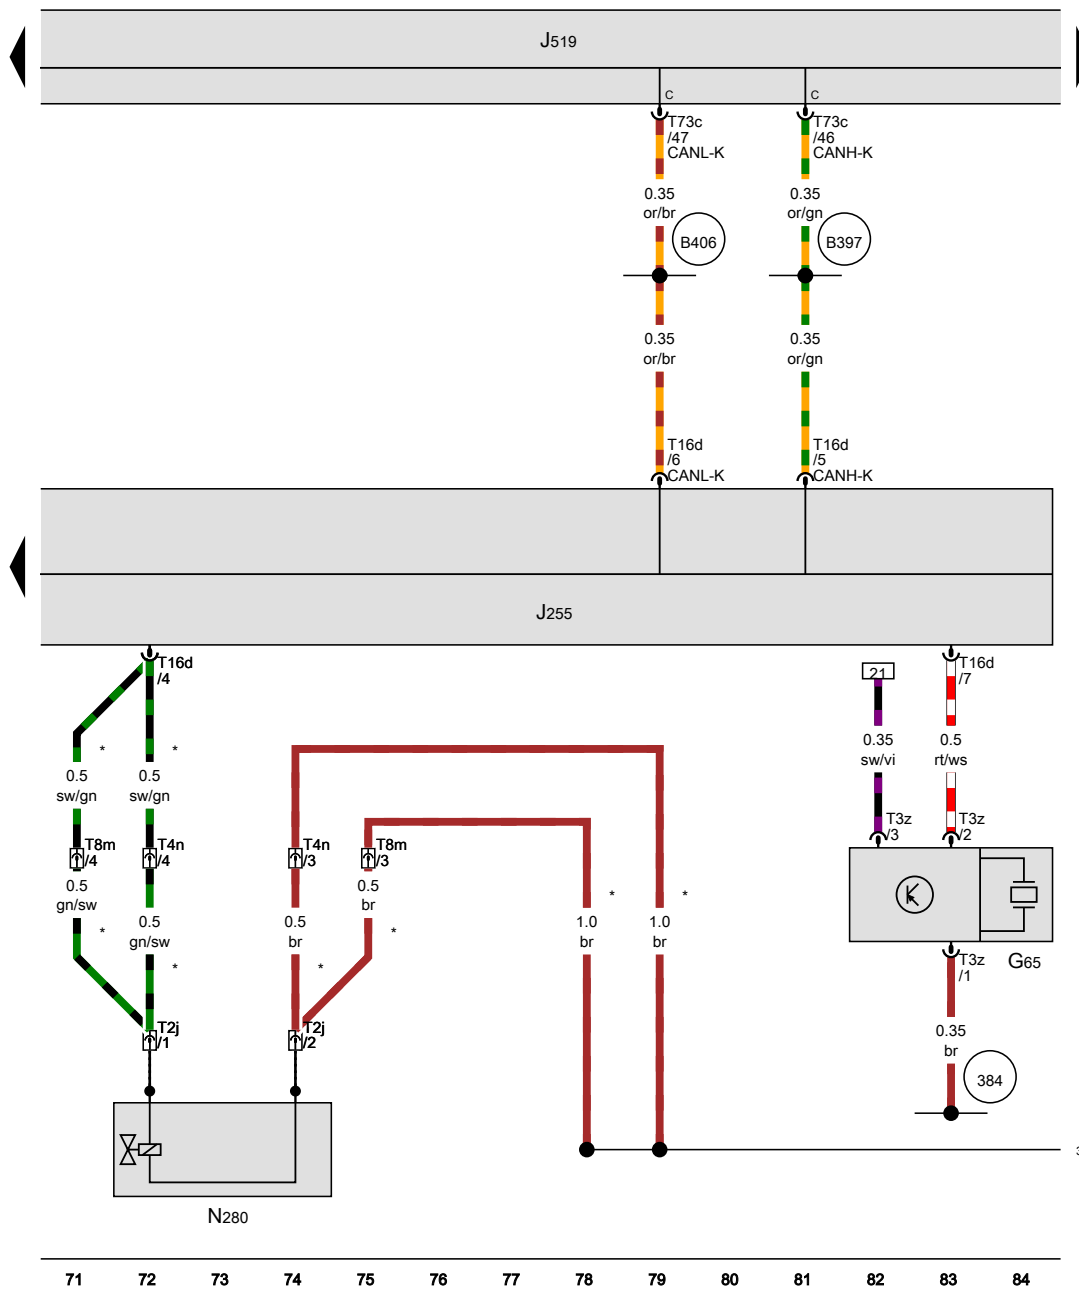 J519
C
C
T73c
/47
CANL-K
T73c
/46
CANH-K
0.35
or/br
0.35
or/gn
B406
B397
0.35
or/br
0.35
or/gn
T16d
/6
CANL-K
T16d
/5
CANH-K
J255
T16d
/4
21
T16d
/7
*
*
0.35
sw/vi
0.5
rt/ws
0.5
sw/gn
0.5
sw/gn
T3z
/3
T3z
/2
T8m
/4
T4n
/4
T4n
/3
T8m
/3
0.5
gn/sw
0.5
br
*
*
0.5
gn/sw
0.5
br
1.0
br
1.0
br
*
*
*
*
G65
T3z
/1
T2j
/1
T2j
/2
0.35
br
384
N280
71 72 73 74 75 76 77 78 79 80 81 82 83 84